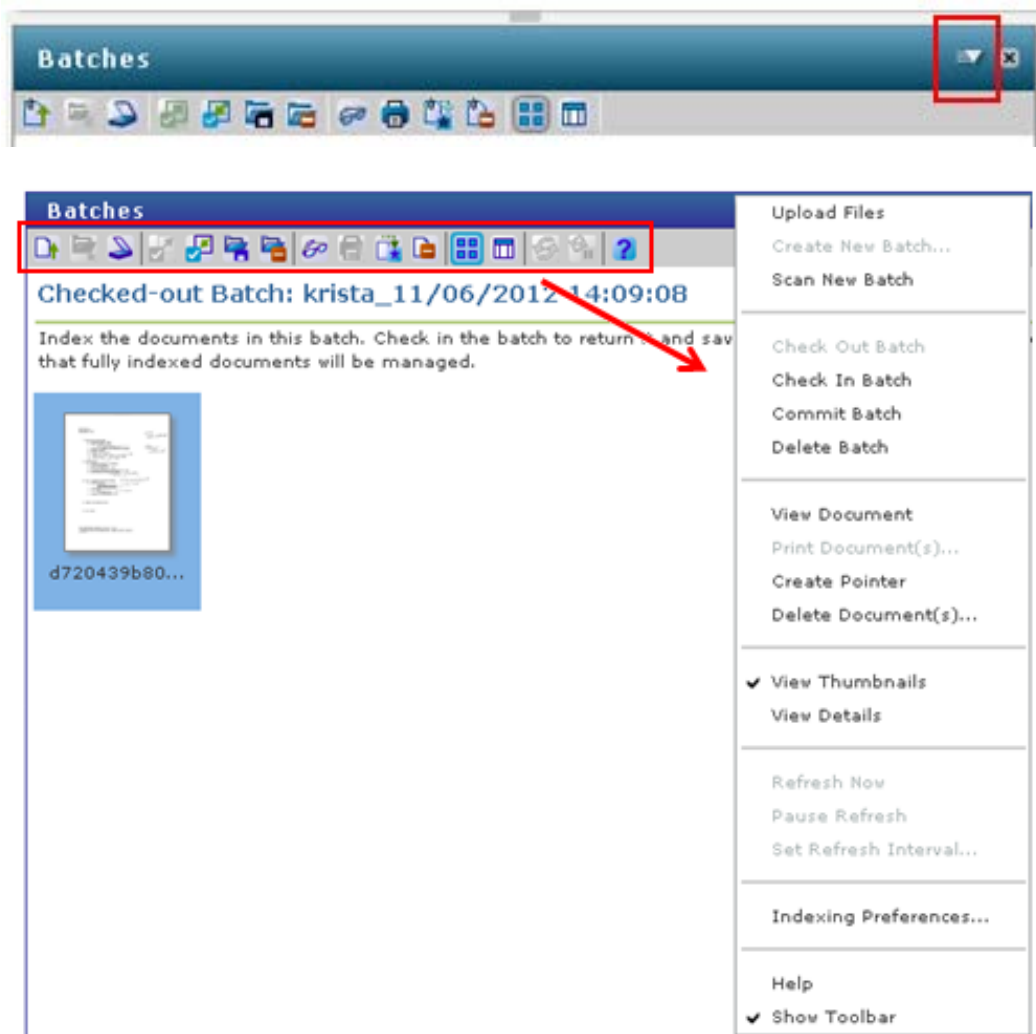 Batches
Batches
Checked-out Batch: krista_11/06/2012 14:09:08
Index the documents in this batch. Check in the batch to return and sav
that fully indexed documents will be managed.
d720439b80...
Upload Files
Create New Batch...
Scan New Batch
Check Out Batch
Check In Batch
Commit Batch
Delete Batch
View Document
Print Document(s)...
Create Pointer
Delete Document(s)...
View Thumbnails
View Details
Refresh Now
Pause Refresh
Set Refresh Interval...
Indexing Preferences...
Help
Show Toolbar